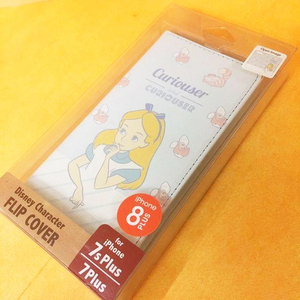 Curiouser
CURIOUSER
iPhone
8
PLUS
Disney Character
FLIP COVER
for
iPhone
7s Plus
7Plus